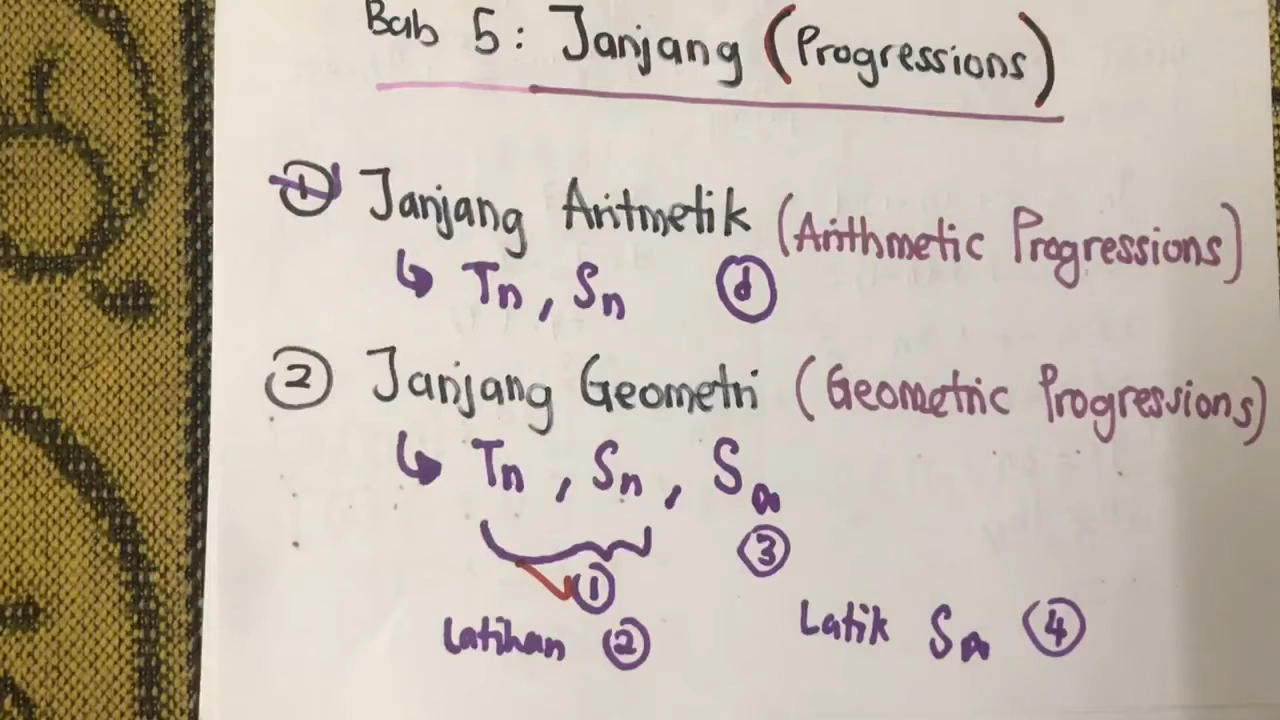 Bab 5: Janjang (Progressions)
① Janjang Aritmetik (Arithmetic Progressions)
↳ Tn, Sn d
② Janjang Geometri (Geometric Progressions)
↳ Tn, Sn, S∞
① ③
Latihan ② Latih S∞ ④